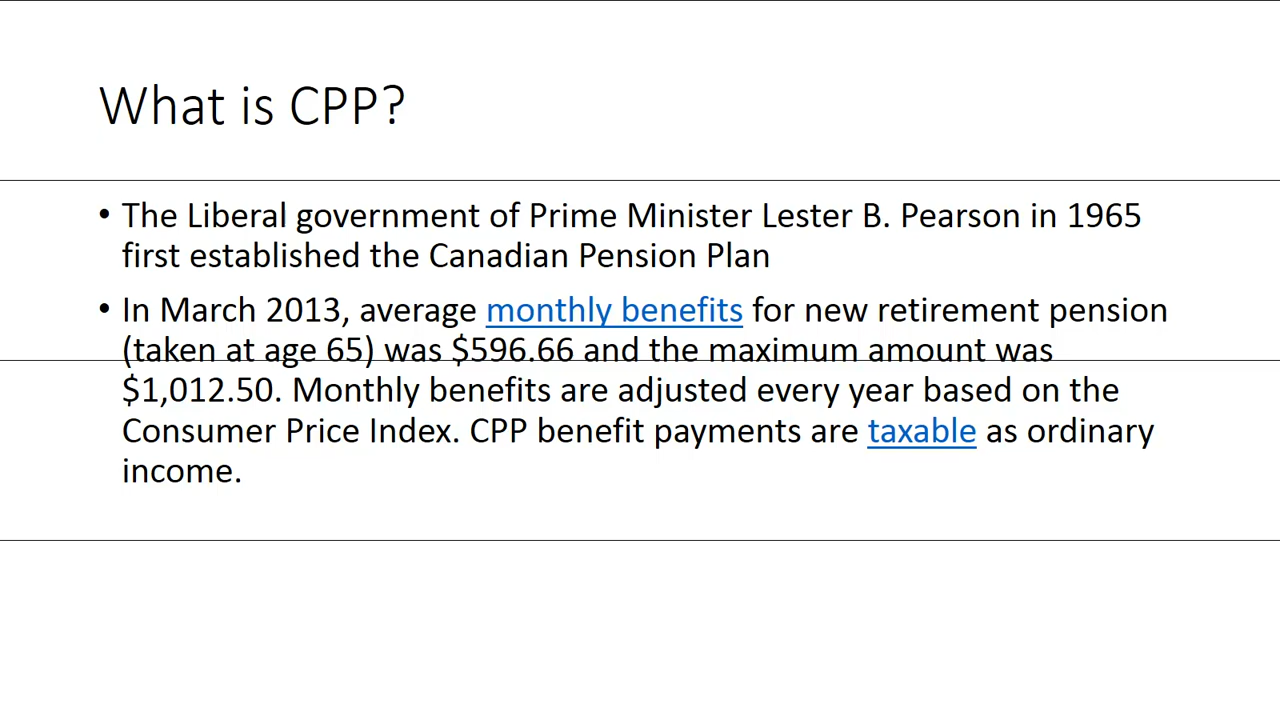 What is CPP?
• The Liberal government of Prime Minister Lester B. Pearson in 1965
first established the Canadian Pension Plan
• In March 2013, average monthly benefits for new retirement pension
(taken at age 65) was $596.66 and the maximum amount was
$1,012.50. Monthly benefits are adjusted every year based on the
Consumer Price Index. CPP benefit payments are taxable as ordinary
income.